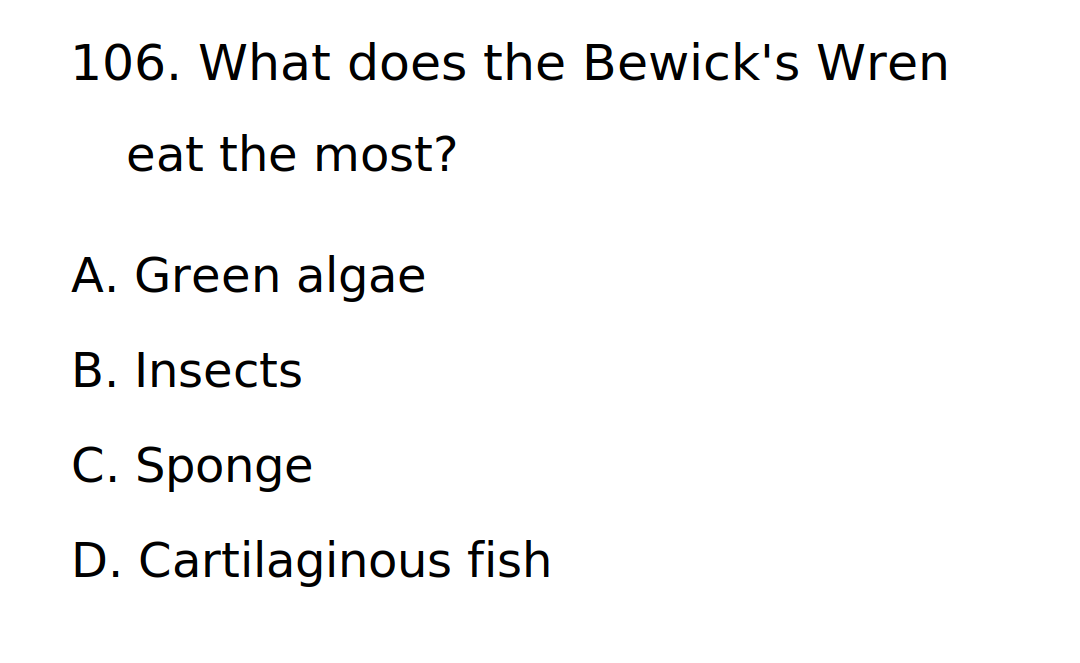 106. What does the Bewick's Wren
eat the most?
A. Green algae
B. Insects
C. Sponge
D. Cartilaginous fish